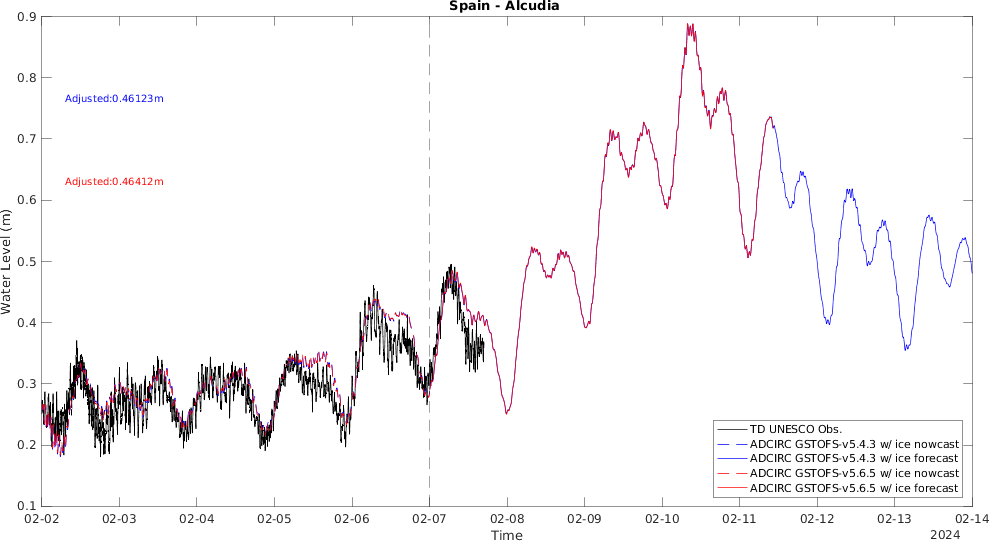 Spain - Alcudia
0.9
0.8
0.7
0.6
0.5
0.4
0.3
0.2
0.1
Water Level (m)
Adjusted:0.46123m
Adjusted:0.46412m
TD UNESCO Obs.
ADCIRC GSTOFS-v5.4.3 w/ ice nowcast
ADCIRC GSTOFS-v5.4.3 w/ ice forecast
ADCIRC GSTOFS-v5.6.5 w/ ice nowcast
ADCIRC GSTOFS-v5.6.5 w/ ice forecast
02-02 02-03 02-04 02-05 02-06 02-07 02-08 02-09 02-10 02-11 02-12 02-13 02-14
Time
2024